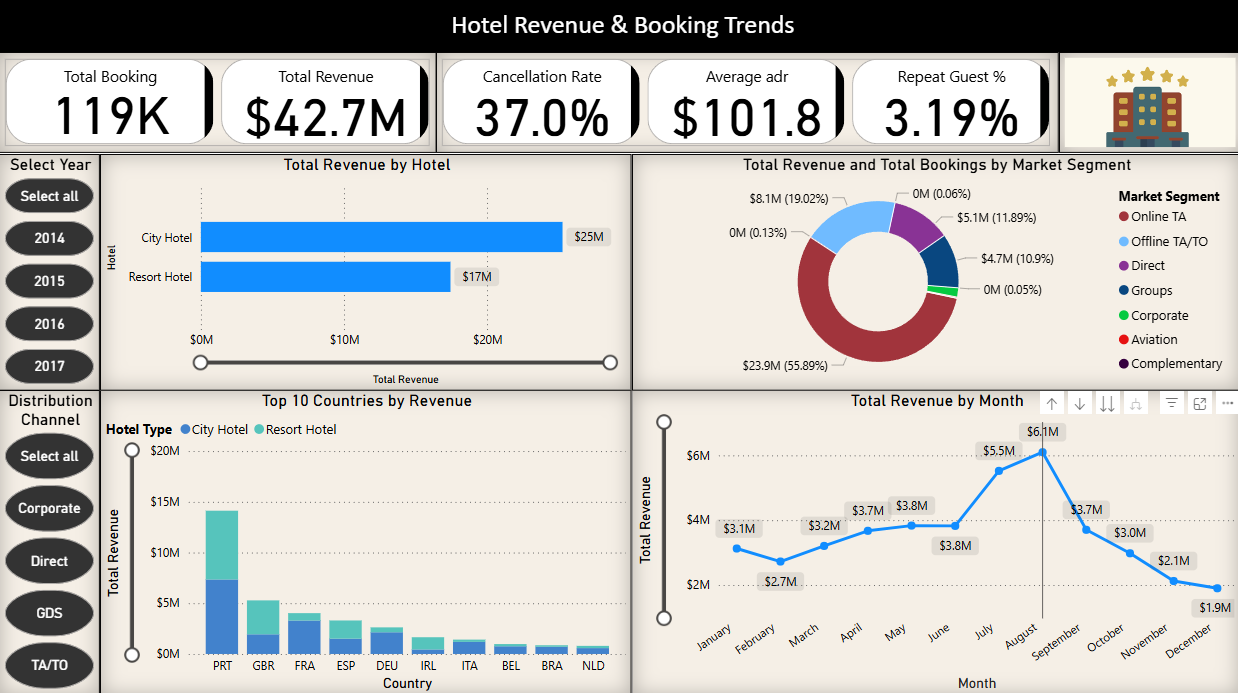 Hotel Revenue & Booking Trends
Total Booking
119K
Total Revenue
$42.7M
Cancellation Rate
37.0%
Average adr
$101.8
Repeat Guest %
3.19%
Select Year
Select all
2014
2015
2016
2017
Total Revenue by Hotel
Hotel
City Hotel
$25M
Resort Hotel
$17M
$0M
$10M
$20M
Total Revenue
Total Revenue and Total Bookings by Market Segment
$8.1M (19.02%)
0M (0.06%)
$5.1M (11.89%)
0M (0.13%)
$4.7M (10.9%)
0M (0.05%)
$23.9M (55.89%)
Market Segment
Online TA
Offline TA/TO
Direct
Groups
Corporate
Aviation
Complementary
Distribution
Channel
Select all
Corporate
Direct
GDS
TA/TO
Top 10 Countries by Revenue
Hotel Type
City Hotel
Resort Hotel
Total Revenue
$20M
$15M
$10M
$5M
$0M
PRT
GBR
FRA
ESP
DEU
IRL
ITA
BEL
BRA
NLD
Country
Total Revenue by Month
Total Revenue
$6M
$4M
$2M
$3.1M
$2.7M
$3.2M
$3.7M
$3.8M
$3.8M
$5.5M
$6.1M
$3.7M
$3.0M
$2.1M
$1.9M
January
February
March
April
May
June
July
August
September
October
November
December
Month